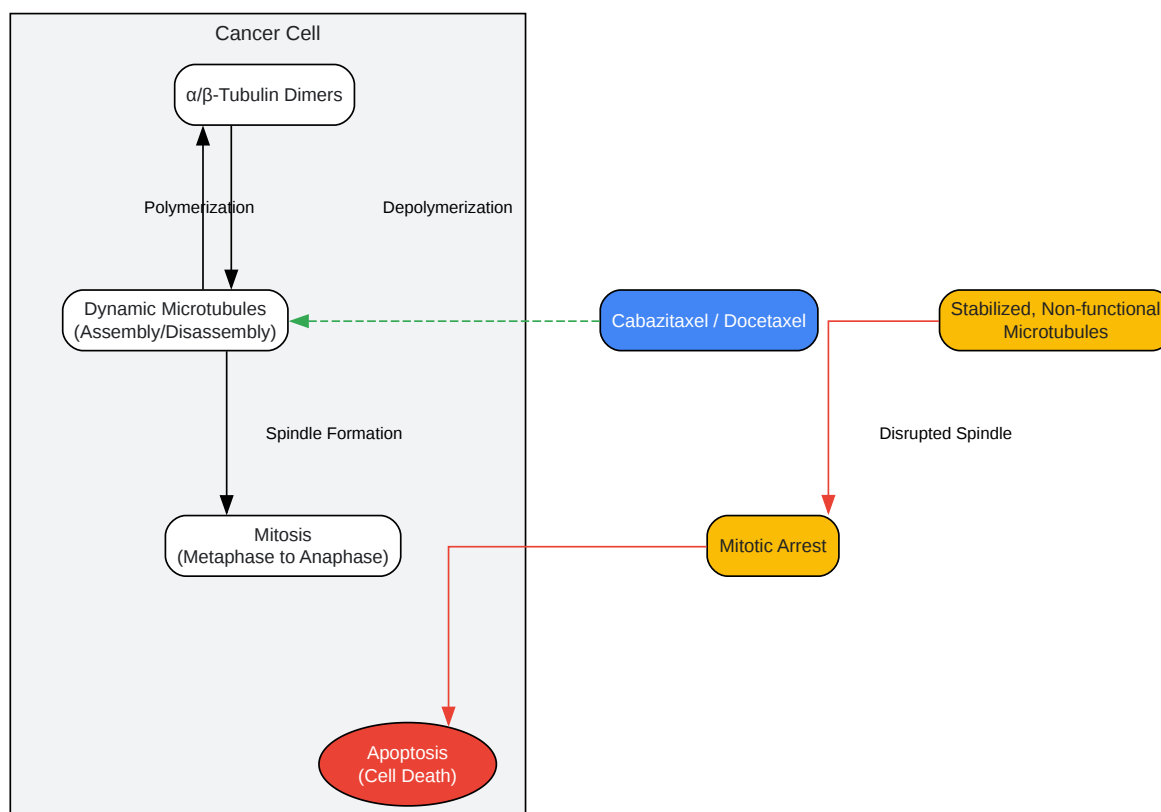 Cancer Cell
α/β-Tubulin Dimers
Polymerization
Depolymerization
Dynamic Microtubules
(Assembly/Disassembly)
Cabazitaxel / Docetaxel
Stabilized, Non-functional
Microtubules
Spindle Formation
Disrupted Spindle
Mitosis
(Metaphase to Anaphase)
Mitotic Arrest
Apoptosis
(Cell Death)